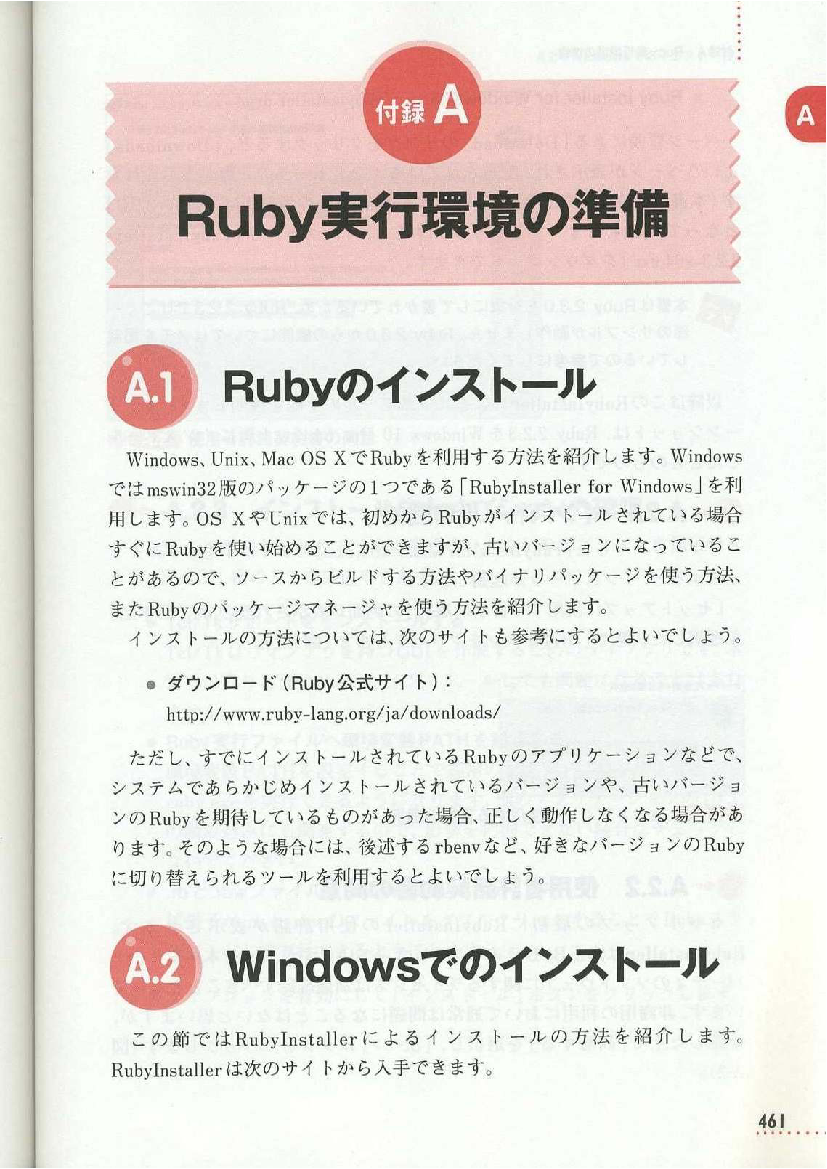 付録 A
A
Ruby実行環境の準備
A.1 Rubyのインストール
Windows、Unix、Mac OS XでRubyを利用する方法を紹介します。Windows
ではmswin32版のパッケージの1つである「RubyInstaller for Windows」を利
用します。OS XやUnixでは、初めからRubyがインストールされている場合
すぐにRubyを使い始めることができますが、古いバージョンになっているこ
とがあるので、ソースからビルドする方法やバイナリパッケージを使う方法、
またRubyのパッケージマネージャを使う方法を紹介します。
インストールの方法については、次のサイトも参考にするとよいでしょう。
● ダウンロード（Ruby公式サイト）：
http://www.ruby-lang.org/ja/downloads/
ただし、すでにインストールされているRubyのアプリケーションなどで、
システムであらかじめインストールされているバージョンや、古いバージョ
ンのRubyを期待しているものがあった場合、正しく動作しなくなる場合があ
ります。そのような場合には、後述するrbenvなど、好きなバージョンのRuby
に切り替えられるツールを利用するとよいでしょう。
A.2 Windowsでのインストール
この節ではRubyInstallerによるインストールの方法を紹介します。
RubyInstallerは次のサイトから入手できます。
461